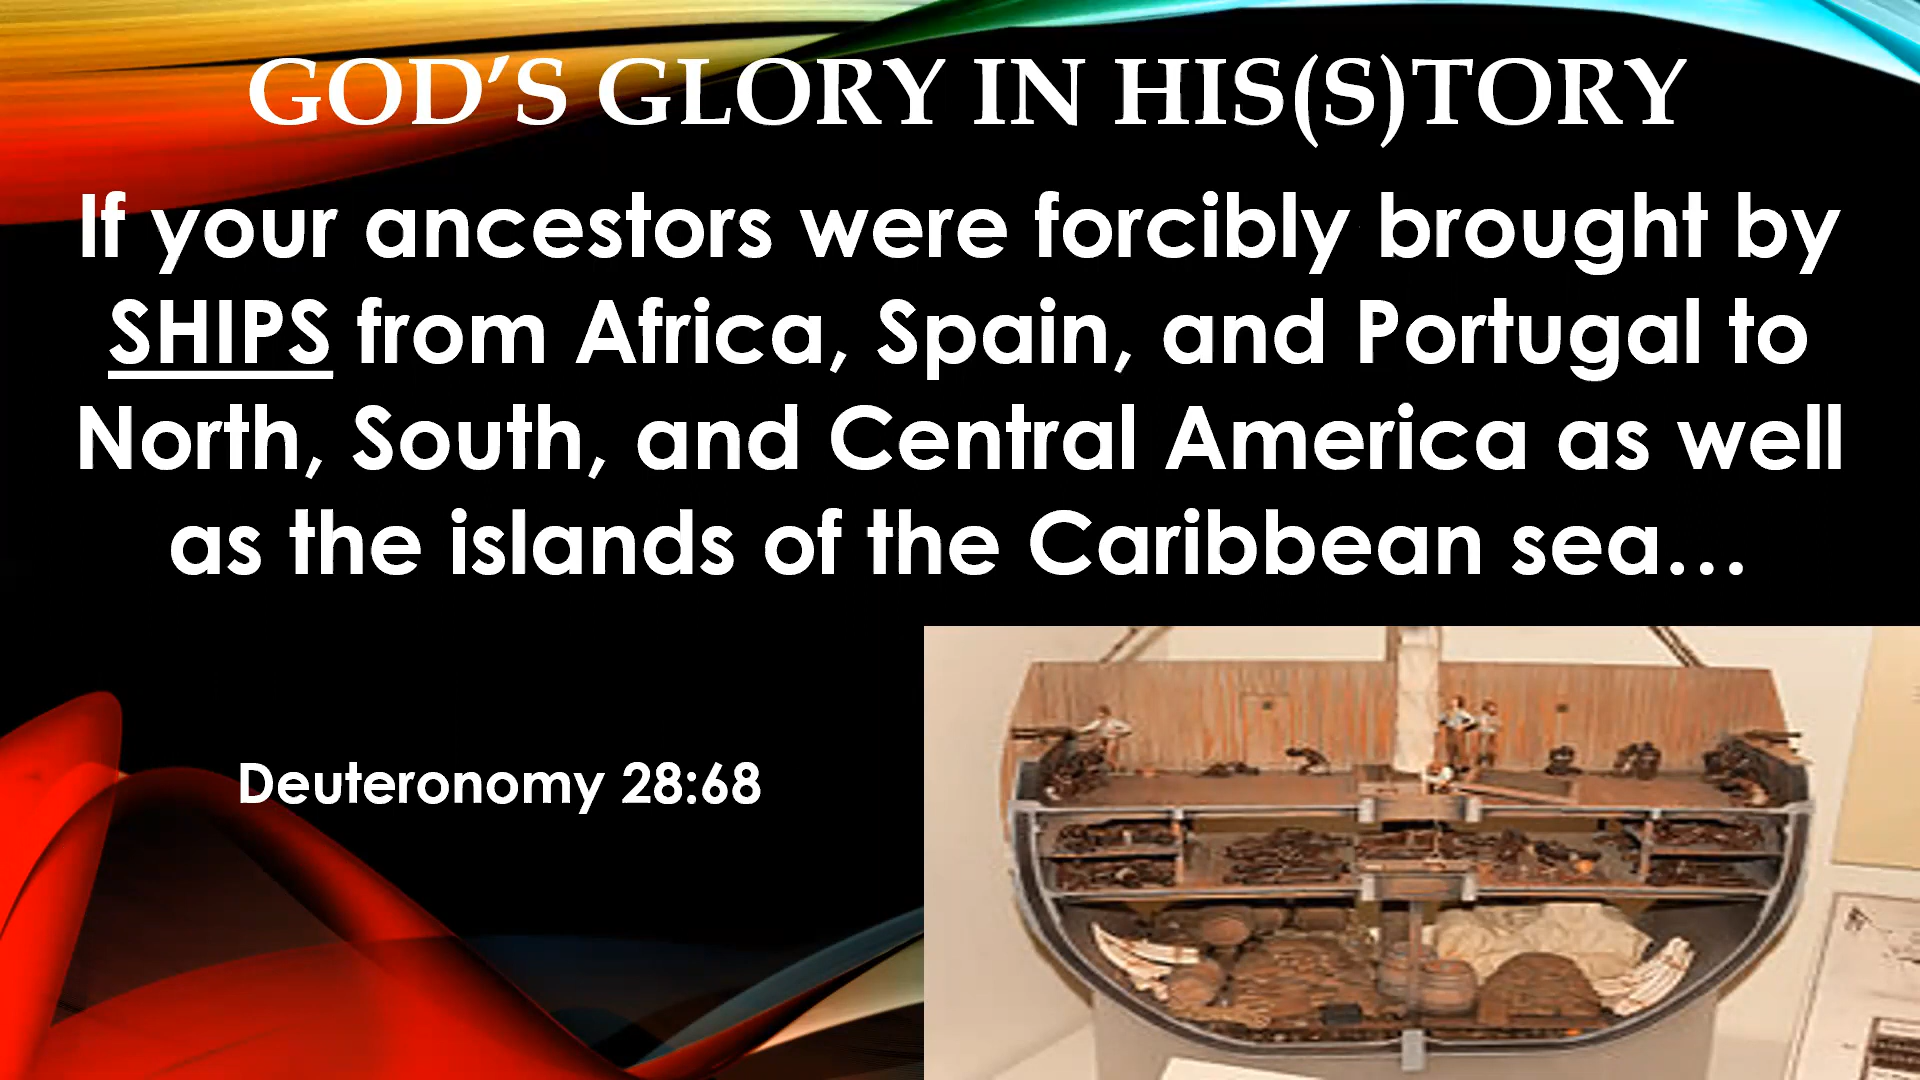 GOD'S GLORY IN HIS(S)TORY
If your ancestors were forcibly brought by
SHIPS from Africa, Spain, and Portugal to
North, South, and Central America as well
as the islands of the Caribbean sea…
Deuteronomy 28:68